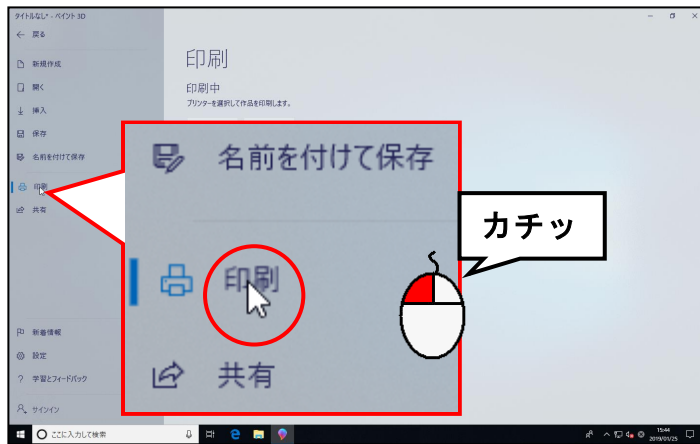 タイトルなし* - ペイント 3D
戻る
新規作成
開く
挿入
保存
名前を付けて保存
印刷
共有
印刷
印刷中
プリンターを選択して作品を印刷します。
名前を付けて保存
印刷
共有
カチッ
新着情報
設定
学習とフィードバック
サインイン
ここに入力して検索
15:44
2019/01/25